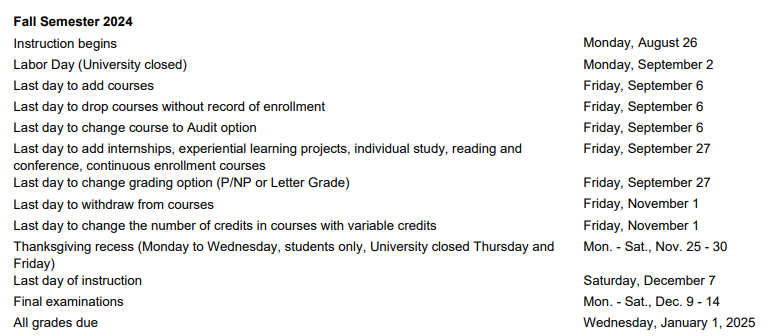 Fall Semester 2024
Instruction begins Monday, August 26
Labor Day (University closed) Monday, September 2
Last day to add courses Friday, September 6
Last day to drop courses without record of enrollment Friday, September 6
Last day to change course to Audit option Friday, September 6
Last day to add internships, experiential learning projects, individual study, reading and Friday, September 27
conference, continuous enrollment courses
Last day to change grading option (P/NP or Letter Grade) Friday, September 27
Last day to withdraw from courses Friday, November 1
Last day to change the number of credits in courses with variable credits Friday, November 1
Thanksgiving recess (Monday to Wednesday, students only, University closed Thursday and Mon. - Sat., Nov. 25 - 30
Friday)
Last day of instruction Saturday, December 7
Final examinations Mon. - Sat., Dec. 9 - 14
All grades due Wednesday, January 1, 2025